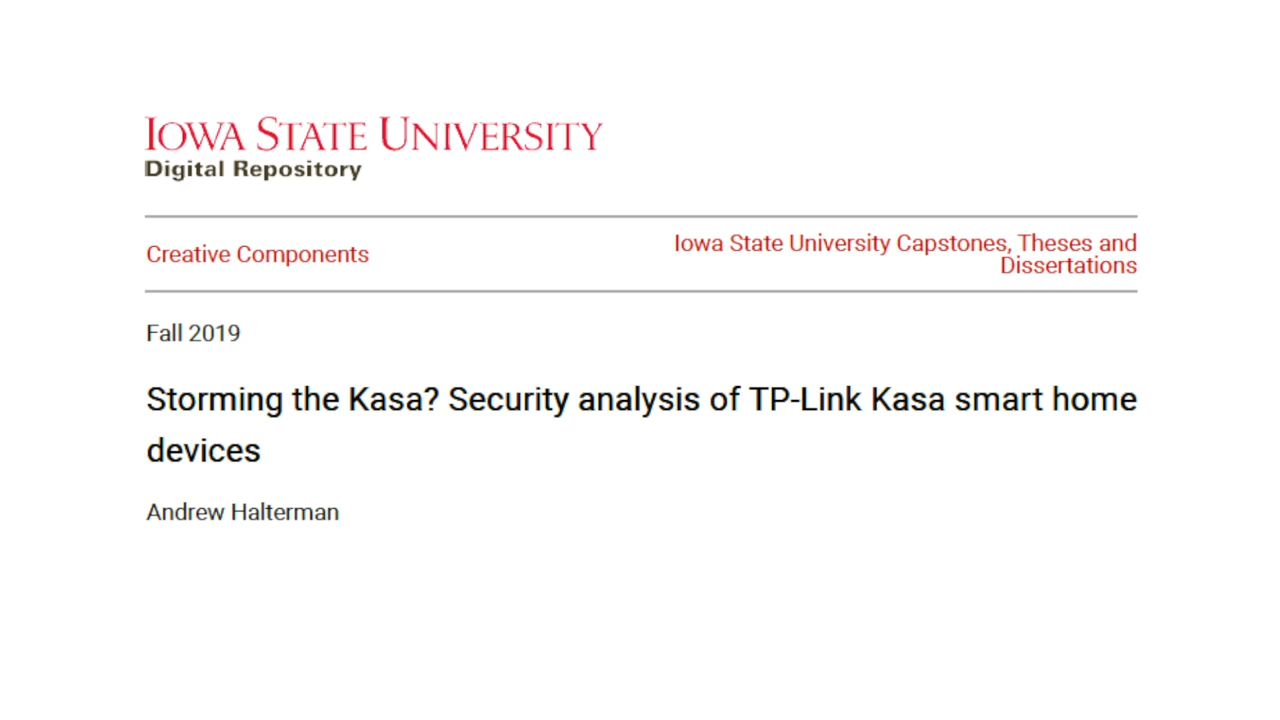 IOWA STATE UNIVERSITY
Digital Repository
Creative Components
Iowa State University Capstones, Theses and
Dissertations
Fall 2019
Storming the Kasa? Security analysis of TP-Link Kasa smart home
devices
Andrew Halterman